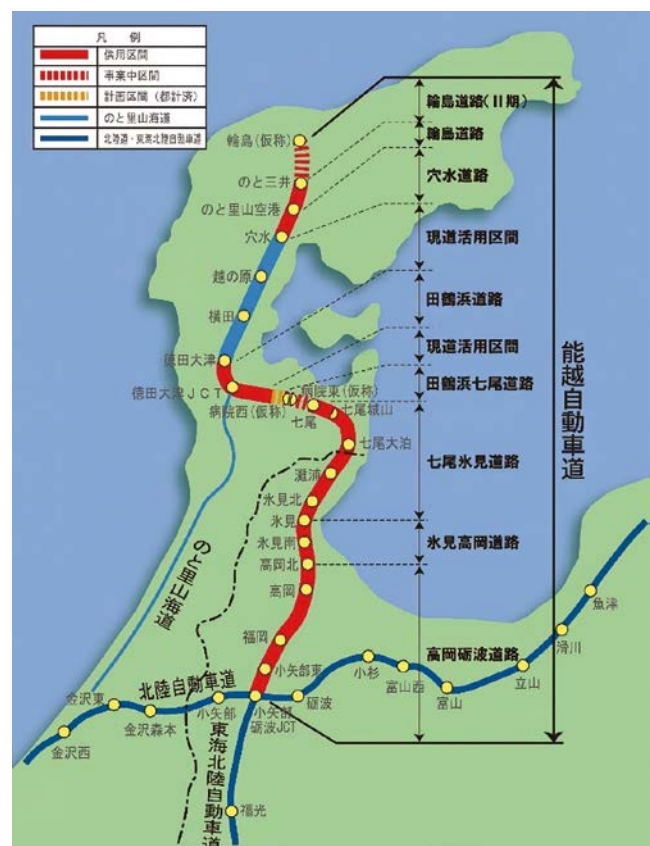 凡 例
供用区間
事業中区間
計画区間（都計済）
のと里山海道
北陸道・東海北陸自動車道
輪島(仮称)
のと三井
のと里山空港
穴水
越の原
横田
徳田大津
徳田大津JCT
病院西(仮称)
病院東(仮称)
七尾
七尾城山
七尾大泊
灘浦
氷見北
氷見
氷見南
高岡北
高岡
福岡
小矢部東
小矢部
砺波JCT
輪島道路(Ⅱ期)
輪島道路
穴水道路
現道活用区間
田鶴浜道路
現道活用区間
田鶴浜七尾道路
七尾氷見道路
氷見高岡道路
高岡砺波道路
能越自動車道
のと里山海道
北陸自動車道
東海北陸自動車道
金沢西
金沢東
金沢森本
小矢部
砺波
小杉
富山西
富山
立山
滑川
魚津
福光